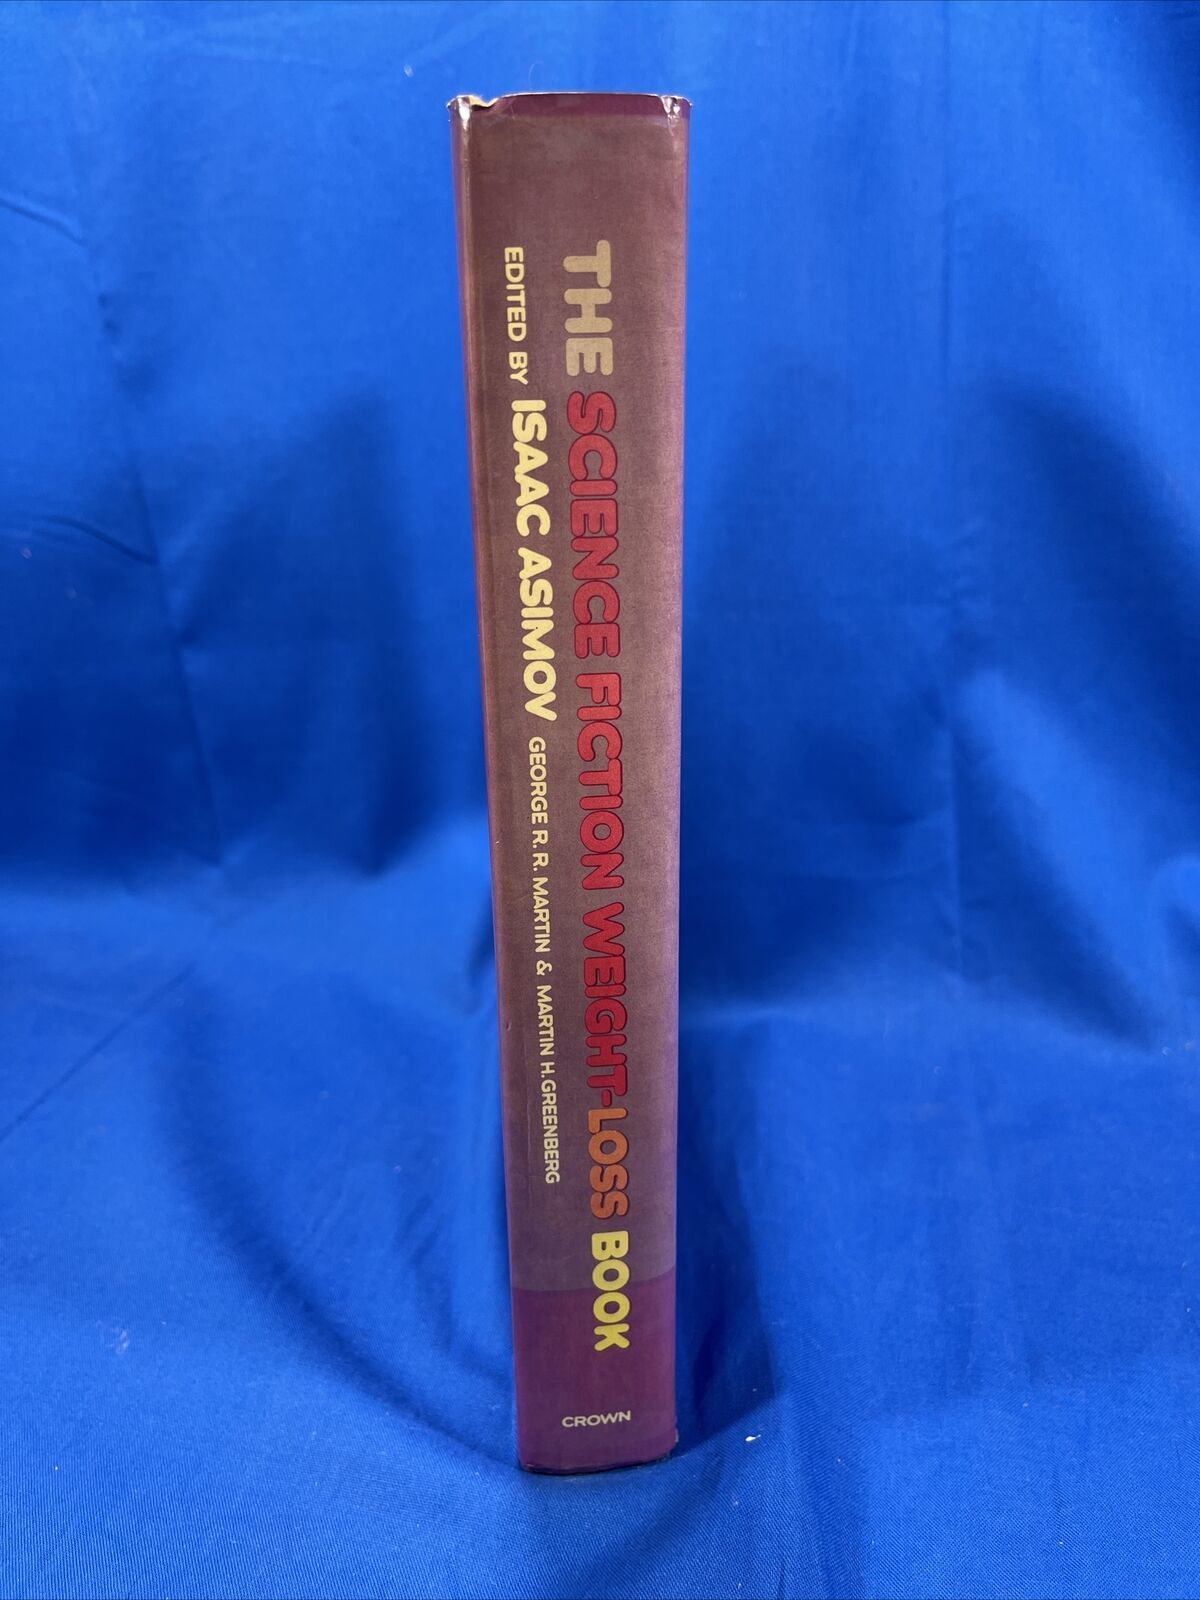 THE SCIENCE FICTION WEIGHT-LOSS BOOK
EDITED BY ISAAC ASIMOV GEORGE R. R. MARTIN & MARTIN H. GREENBERG
CROWN